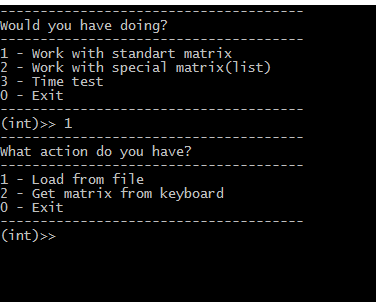 ----------------------------------
Would you have doing?
----------------------------------
1 - Work with standart matrix
2 - Work with special matrix(list)
3 - Time test
0 - Exit
----------------------------------
(int)>> 1
----------------------------------
What action do you have?
----------------------------------
1 - Load from file
2 - Get matrix from keyboard
0 - Exit
----------------------------------
(int)>>